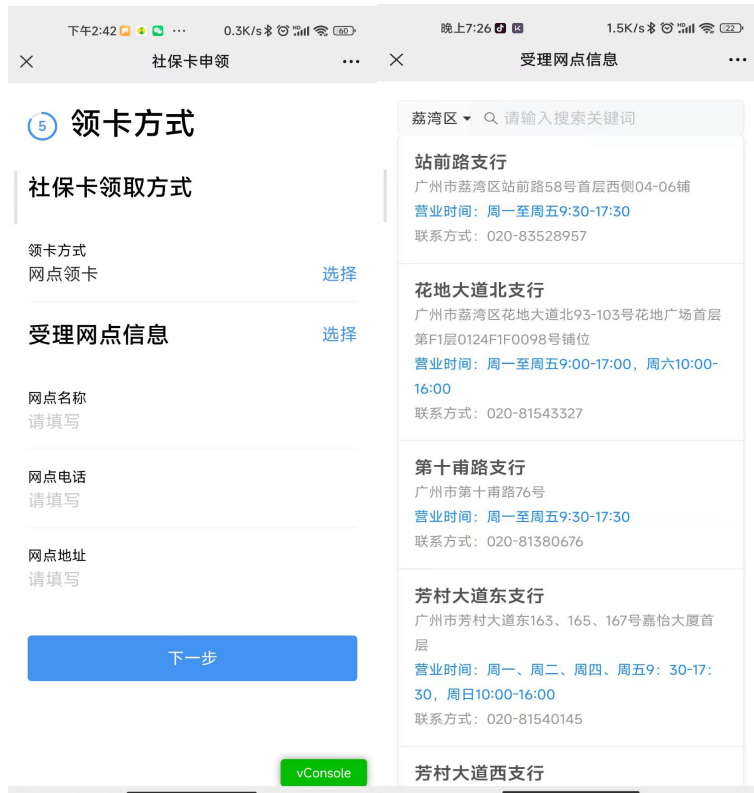 下午2:42 ··· 0.3K/s 60
社保卡申领
5 领卡方式
社保卡领取方式
领卡方式
网点领卡 选择
受理网点信息 选择
网点名称
请填写
网点电话
请填写
网点地址
请填写
下一步
vConsole
晚上7:26 1.5K/s 22
受理网点信息
荔湾区 请输入搜索关键词
站前路支行
广州市荔湾区站前路58号首层西侧04-06铺
营业时间：周一至周五9:30-17:30
联系方式：020-83528957
花地大道北支行
广州市荔湾区花地大道北93-103号花地广场首层
第F1层0124F1F0098号铺位
营业时间：周一至周五9:00-17:00，周六10:00-
16:00
联系方式：020-81543327
第十甫路支行
广州市第十甫路76号
营业时间：周一至周五9:30-17:30
联系方式：020-81380676
芳村大道东支行
广州市芳村大道东163、165、167号嘉怡大厦首
层
营业时间：周一、周二、周四、周五9：30-17：
30，周日10:00-16:00
联系方式：020-81540145
芳村大道西支行